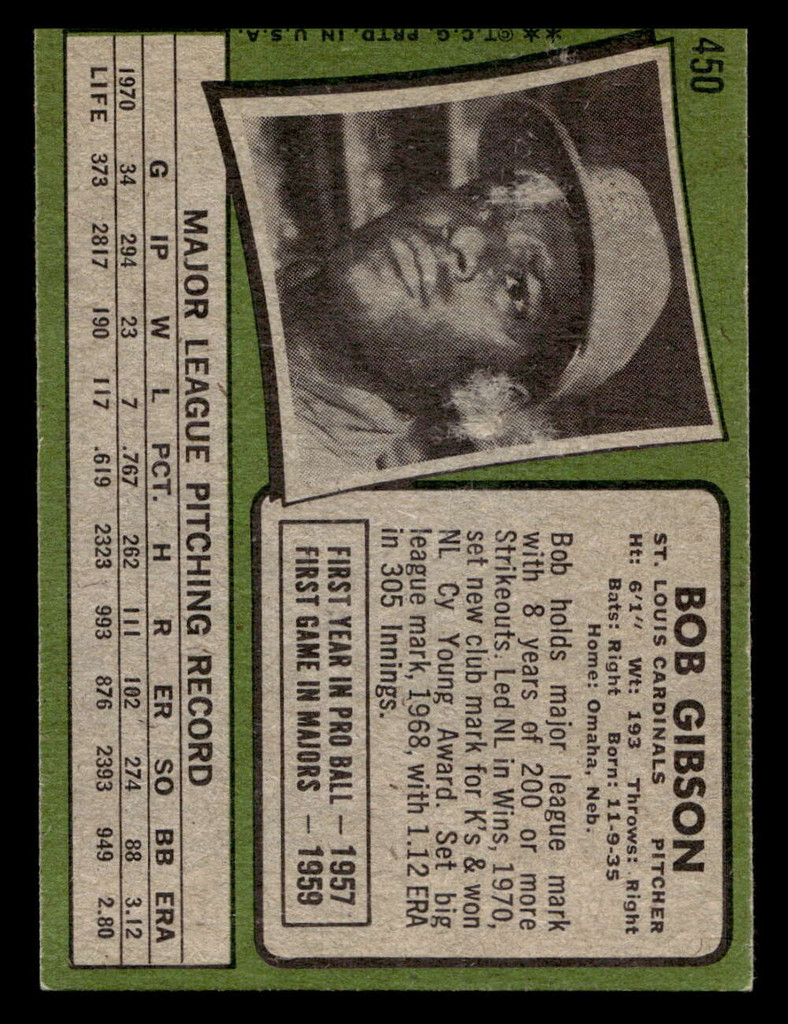 450
BOB GIBSON
ST. LOUIS CARDINALS PITCHER
Ht: 6'1" Wt: 193 Throws: Right
Bats: Right Born: 11-9-35
Home: Omaha, Neb.
Bob holds major league mark
with 8 years of 200 or more
Strikeouts. Led NL in Wins, 1970,
set new club mark for K's & won
NL Cy Young Award. Set big
league mark, 1968, with 1.12 ERA
in 305 Innings.
FIRST YEAR IN PRO BALL — 1957
FIRST GAME IN MAJORS — 1959
MAJOR LEAGUE PITCHING RECORD
G IP W L PCT. H R ER SO BB ERA
1970 34 294 23 7 .767 262 111 102 274 88 3.12
LIFE 373 2817 190 117 .619 2323 993 876 2393 949 2.80
**©T.C.G. PRTD. IN U.S.A.